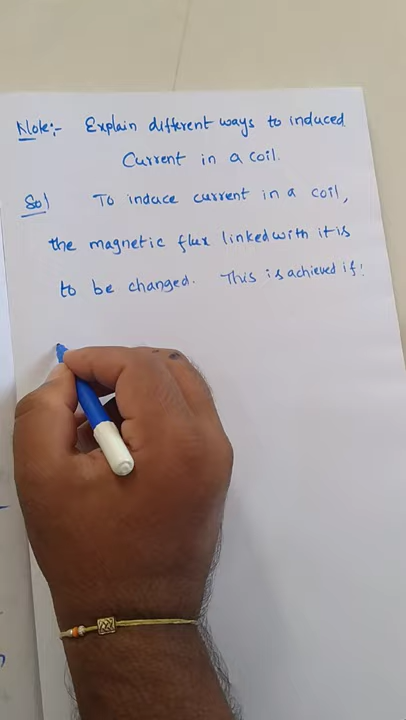 Note:- Explain different ways to induced
Current in a coil.
Sol To induce current in a coil,
the magnetic flux linked with it is
to be changed. This is achieved if: